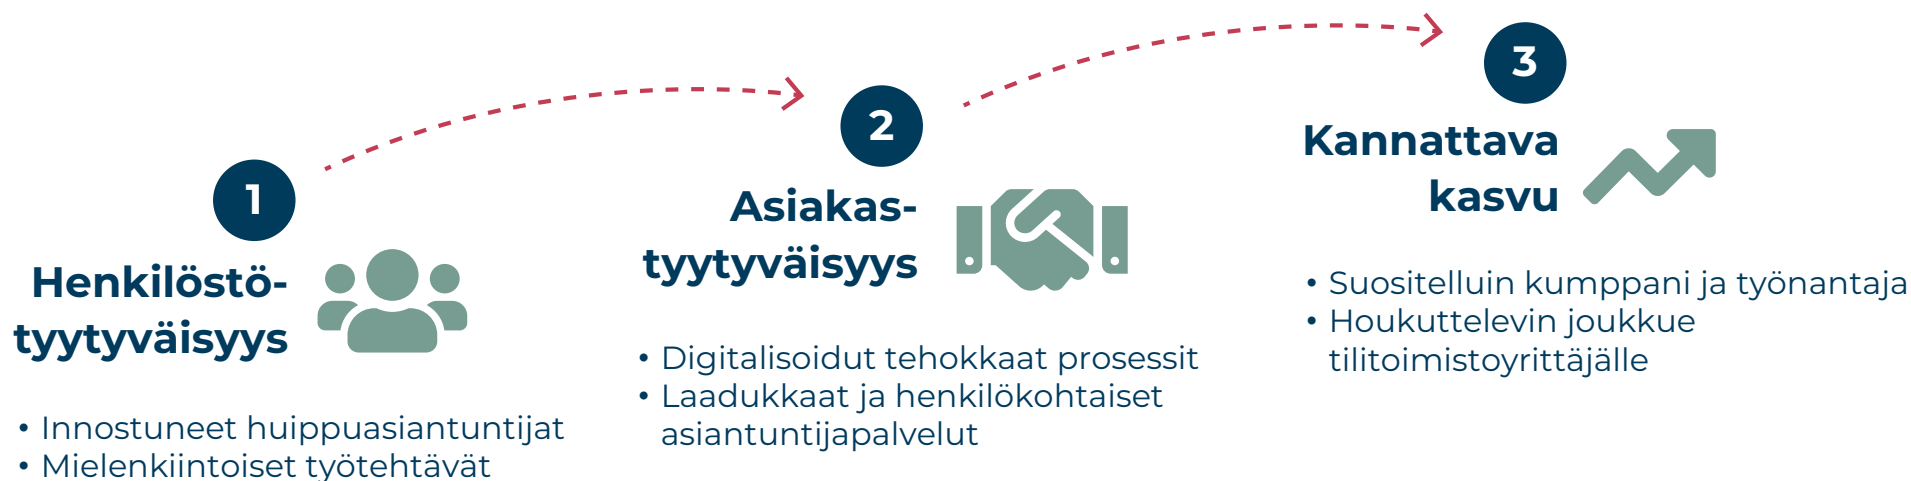 1
Henkilöstö-
tyytyväisyys
• Innostuneet huippuasiantuntijat
• Mielenkiintoiset työtehtävät
2
Asiakas-
tyytyväisyys
• Digitalisoidut tehokkaat prosessit
• Laadukkaat ja henkilökohtaiset
asiantuntijapalvelut
3
Kannattava
kasvu
• Suositelluin kumppani ja työnantaja
• Houkuttelevin joukkue
tilitoimistoyrittäjälle